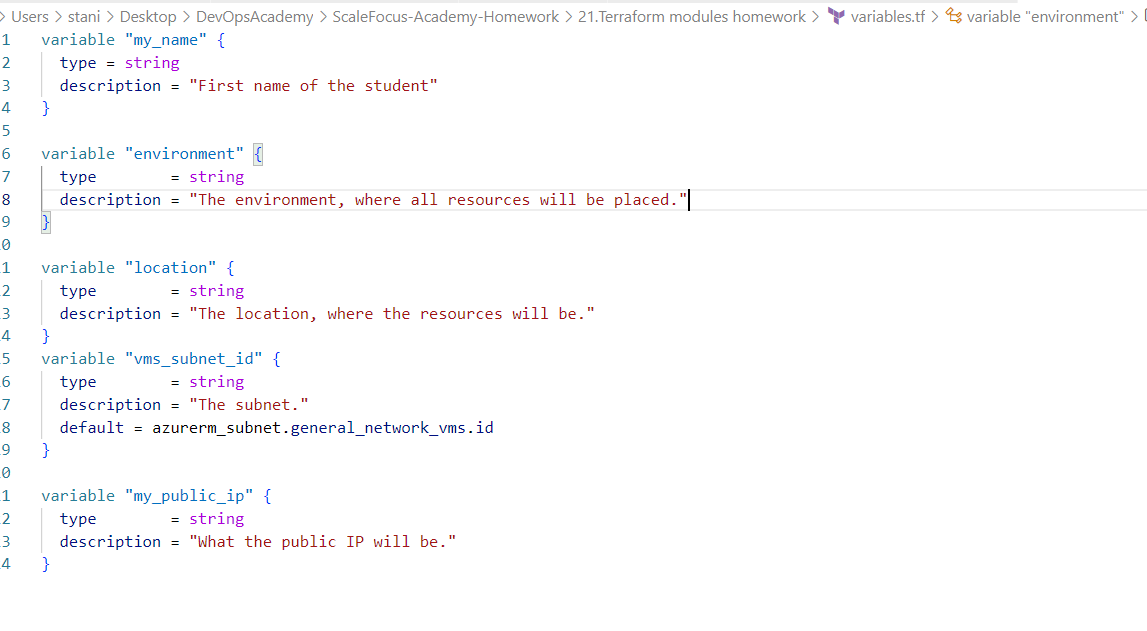 Users > stani > Desktop > DevOpsAcademy > ScaleFocus-Academy-Homework > 21.Terraform modules homework > variables.tf > variable "environment" >
1 variable "my_name" {
2 type = string
3 description = "First name of the student"
4 }
5
6 variable "environment" {
7 type = string
8 description = "The environment, where all resources will be placed."
9 }
0
1 variable "location" {
2 type = string
3 description = "The location, where the resources will be."
4 }
5 variable "vms_subnet_id" {
6 type = string
7 description = "The subnet."
8 default = azurerm_subnet.general_network_vms.id
9 }
0
1 variable "my_public_ip" {
2 type = string
3 description = "What the public IP will be."
4 }